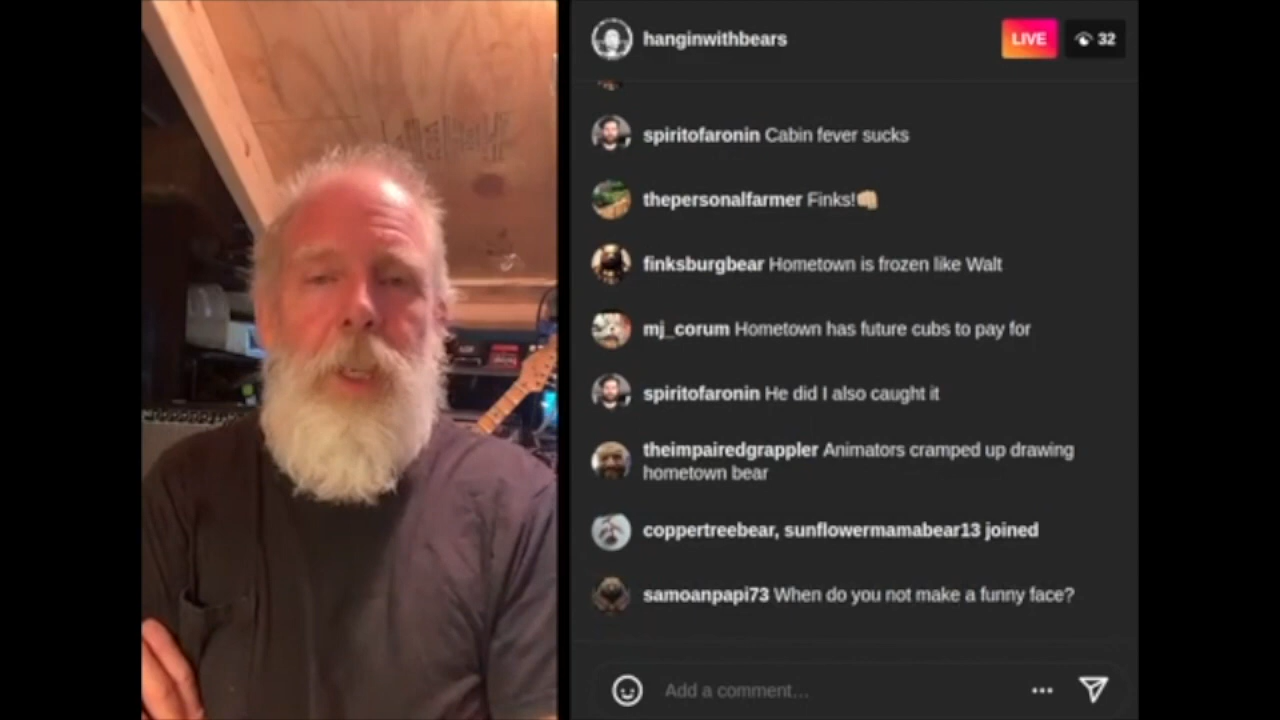 hanginwithbears
LIVE
32
spiritofaronin Cabin fever sucks
thepersonalfarmer Finks!👊🏼
finksburgbear Hometown is frozen like Walt
mj_corum Hometown has future cubs to pay for
spiritofaronin He did I also caught it
theimpairedgrappler Animators cramped up drawing
hometown bear
coppertreebear, sunflowermamabear13 joined
samoanpapi73 When do you not make a funny face?
Add a comment...